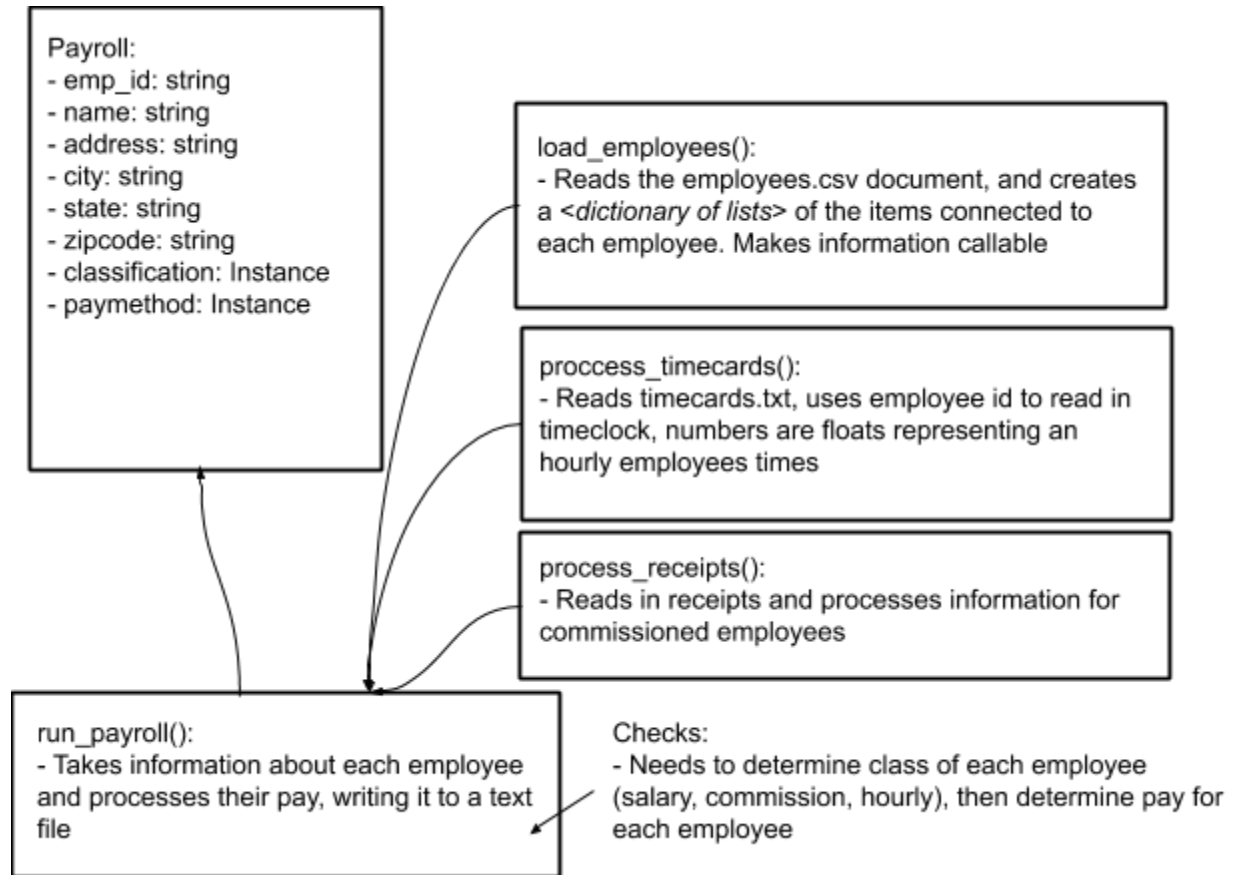 Payroll:
- emp_id: string
- name: string
- address: string
- city: string
- state: string
- zipcode: string
- classification: Instance
- paymethod: Instance
load_employees():
- Reads the employees.csv document, and creates
a <dictionary of lists> of the items connected to
each employee. Makes information callable
proccess_timecards():
- Reads timecards.txt, uses employee id to read in
timeclock, numbers are floats representing an
hourly employees times
process_receipts():
- Reads in receipts and processes information for
commissioned employees
run_payroll():
- Takes information about each employee
and processes their pay, writing it to a text
file
Checks:
- Needs to determine class of each employee
(salary, commission, hourly), then determine pay for
each employee